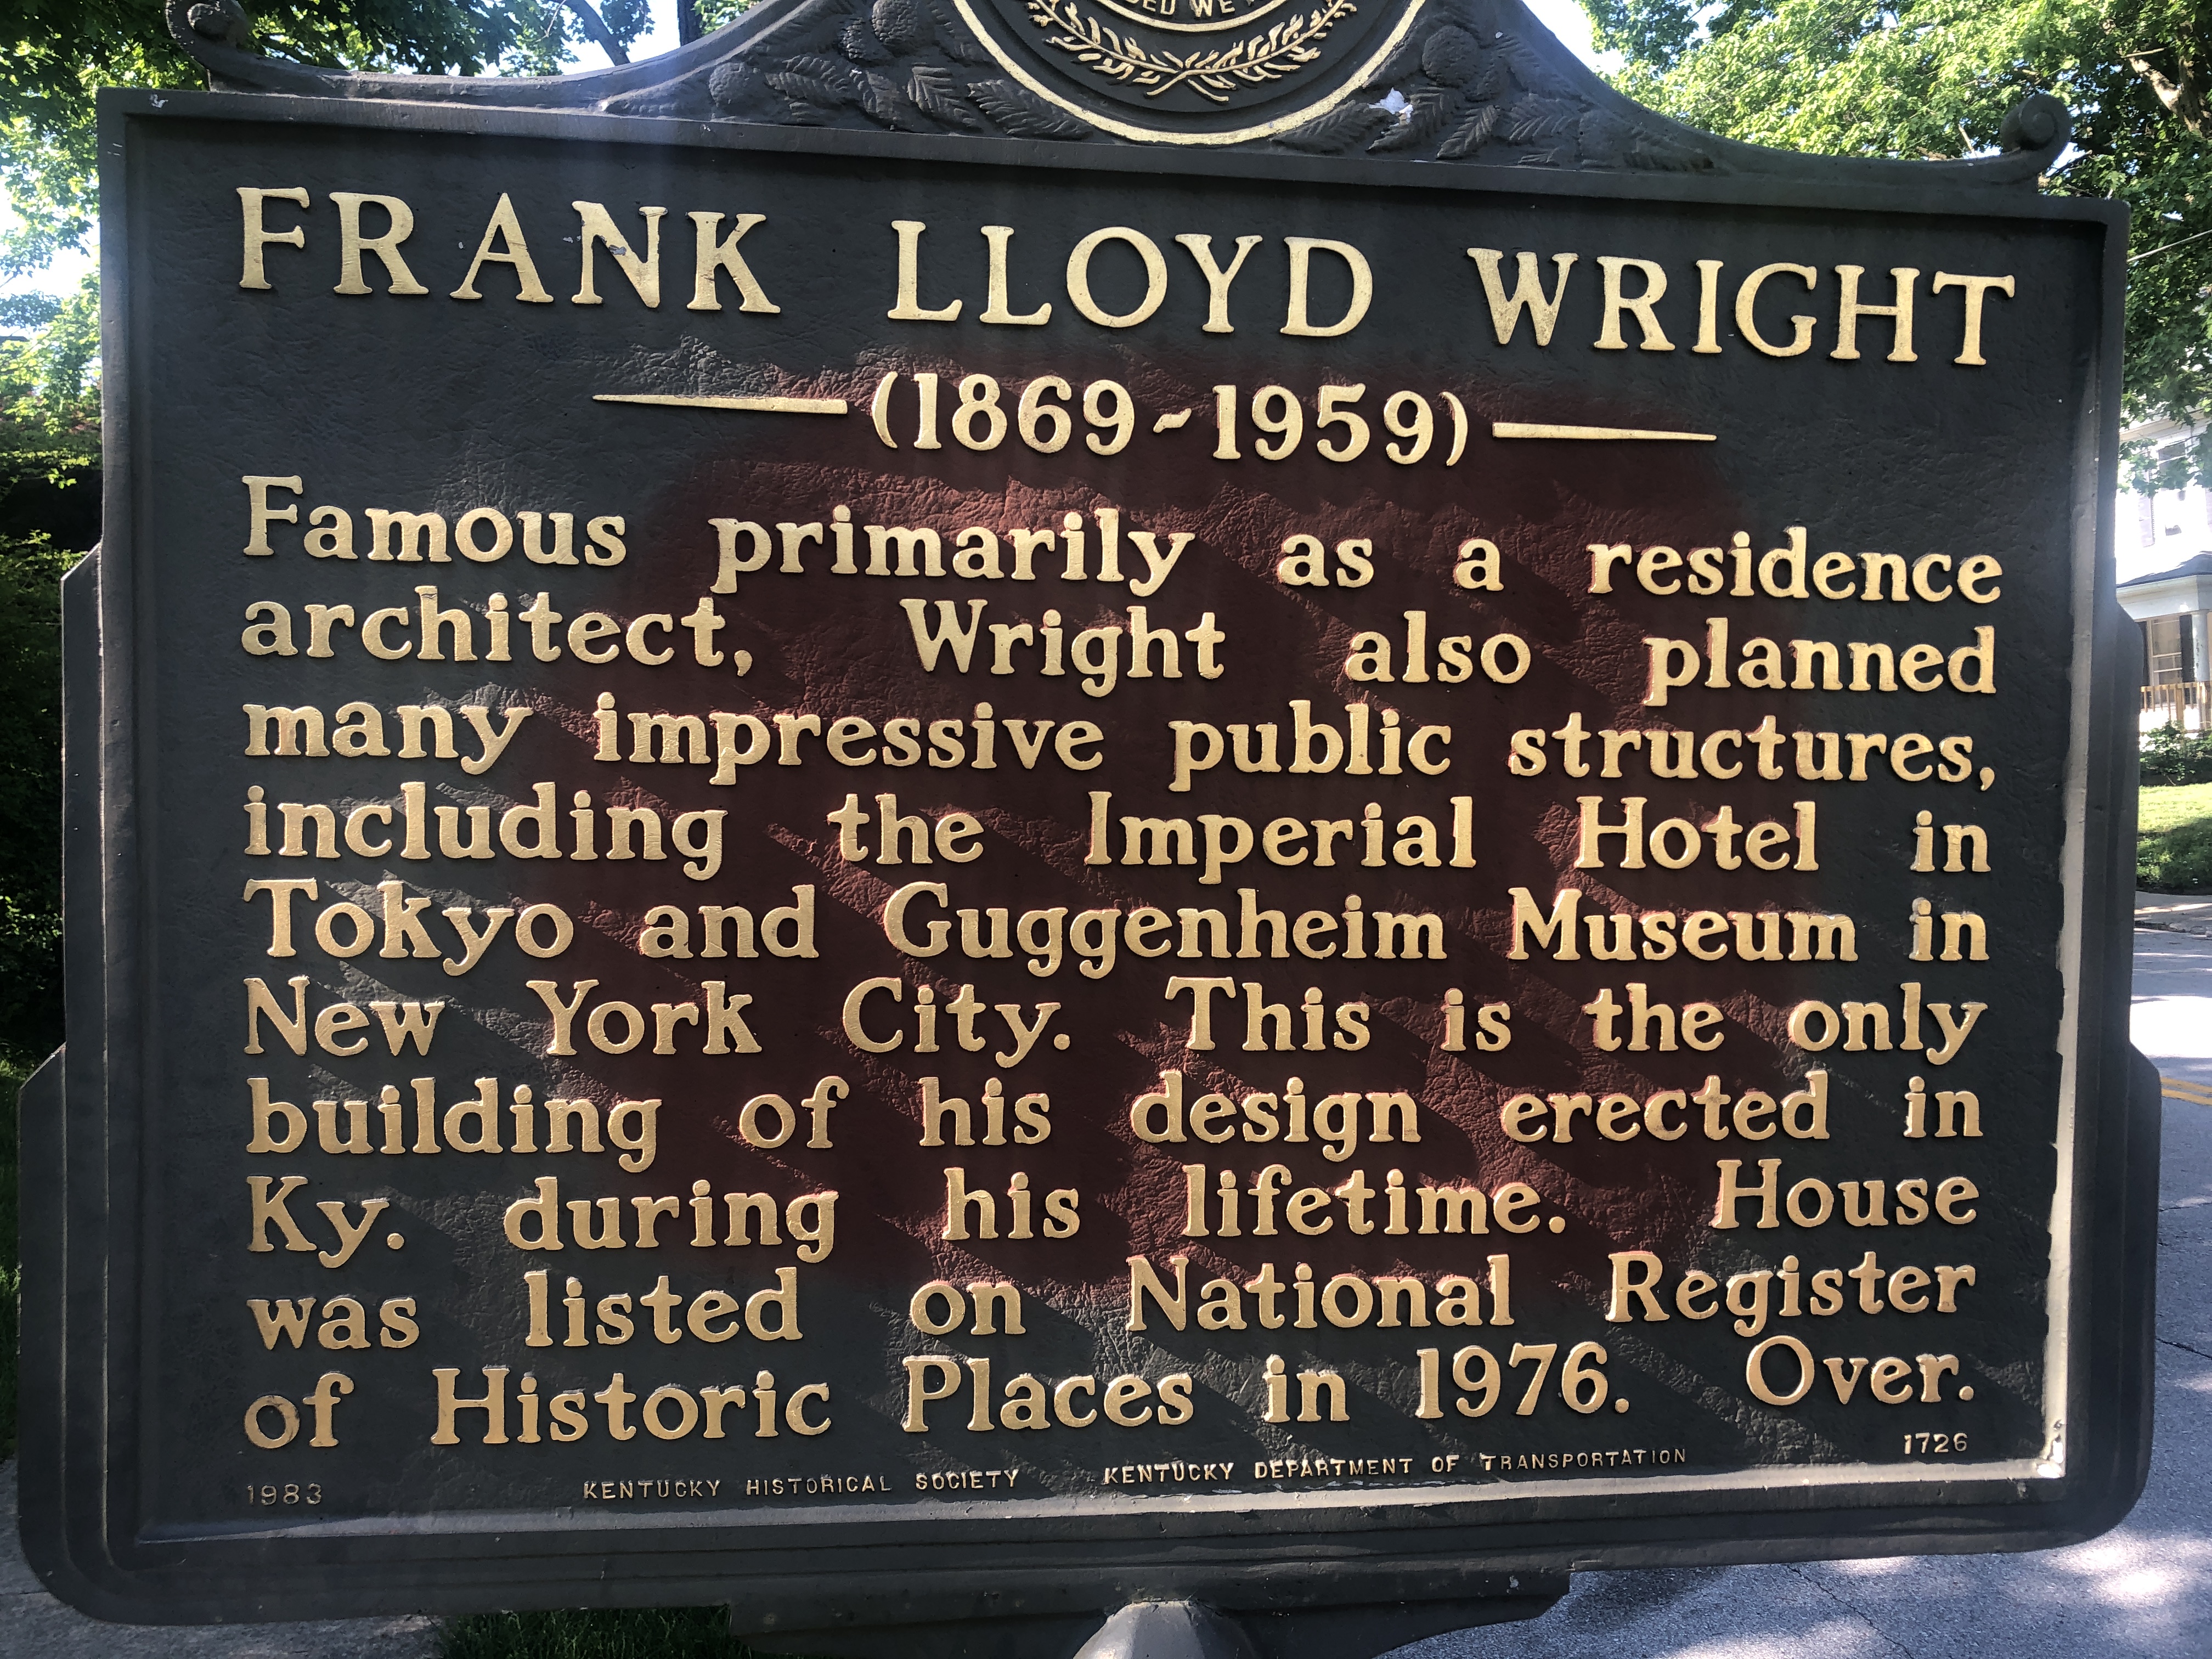 FRANK LLOYD WRIGHT
(1869~1959)
Famous primarily as a residence
architect, Wright also planned
many impressive public structures,
including the Imperial Hotel in
Tokyo and Guggenheim Museum in
New York City. This is the only
building of his design erected in
Ky. during his lifetime. House
was listed on National Register
of Historic Places in 1976. Over.
1983 KENTUCKY HISTORICAL SOCIETY KENTUCKY DEPARTMENT OF TRANSPORTATION 1726